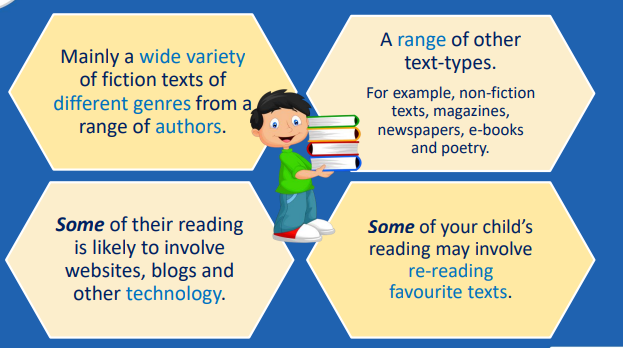 Mainly a wide variety
of fiction texts of
different genres from a
range of authors.
A range of other
text-types.
For example, non-fiction
texts, magazines,
newspapers, e-books
and poetry.
Some of their reading
is likely to involve
websites, blogs and
other technology.
Some of your child's
reading may involve
re-reading
favourite texts.